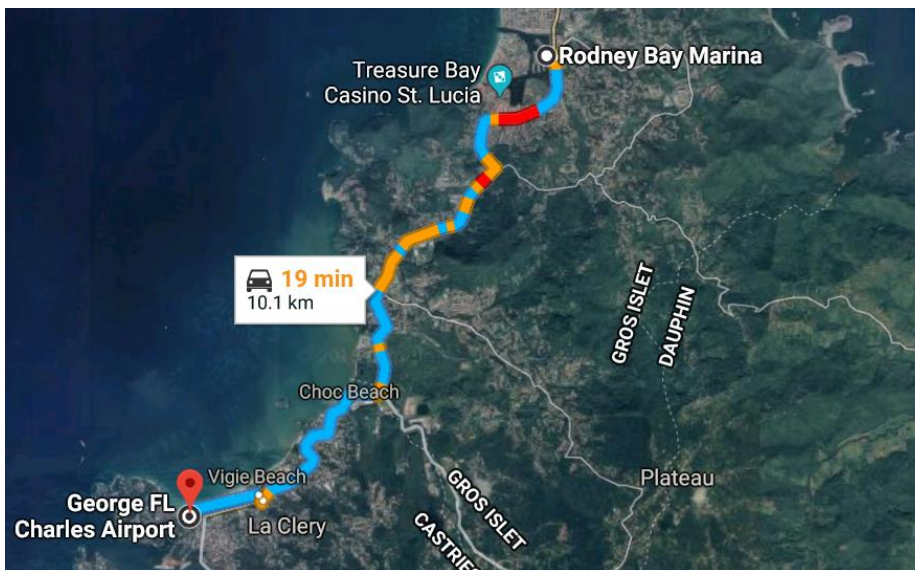 Rodney Bay Marina
Treasure Bay
Casino St. Lucia
19 min
10.1 km
GROS ISLET
DAUPHIN
Choc Beach
Vigie Beach
George FL
Charles Airport
La Clery
GROS ISLET
CASTRIES
Plateau